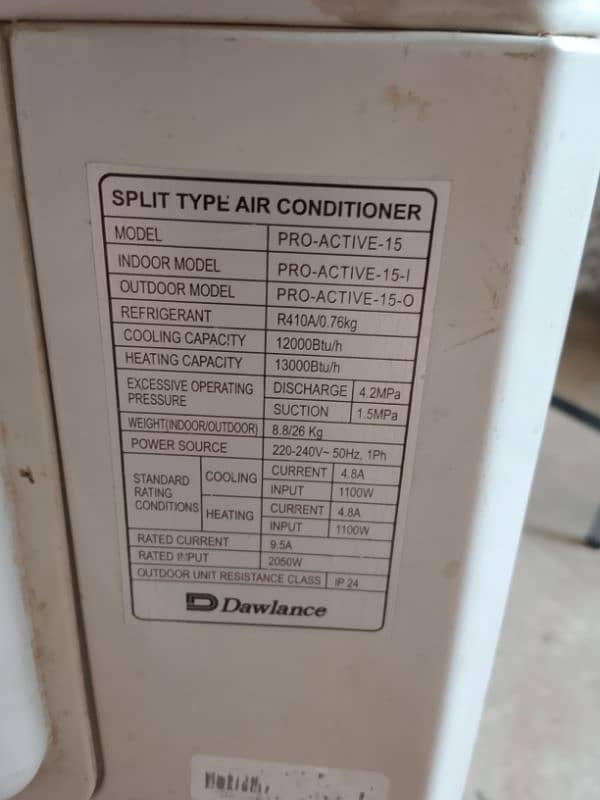 SPLIT TYPE AIR CONDITIONER
MODEL PRO-ACTIVE-15
INDOOR MODEL PRO-ACTIVE-15-I
OUTDOOR MODEL PRO-ACTIVE-15-O
REFRIGERANT R410A/0.76kg
COOLING CAPACITY 12000Btu/h
HEATING CAPACITY 13000Btu/h
EXCESSIVE OPERATING PRESSURE DISCHARGE 4.2MPa
SUCTION 1.5MPa
WEIGHT(INDOOR/OUTDOOR) 8.8/26 Kg
POWER SOURCE 220-240V~ 50Hz, 1Ph
STANDARD RATING CONDITIONS COOLING CURRENT 4.8A
INPUT 1100W
HEATING CURRENT 4.8A
INPUT 1100W
RATED CURRENT 9.5A
RATED INPUT 2050W
OUTDOOR UNIT RESISTANCE CLASS IP 24
Dawlance